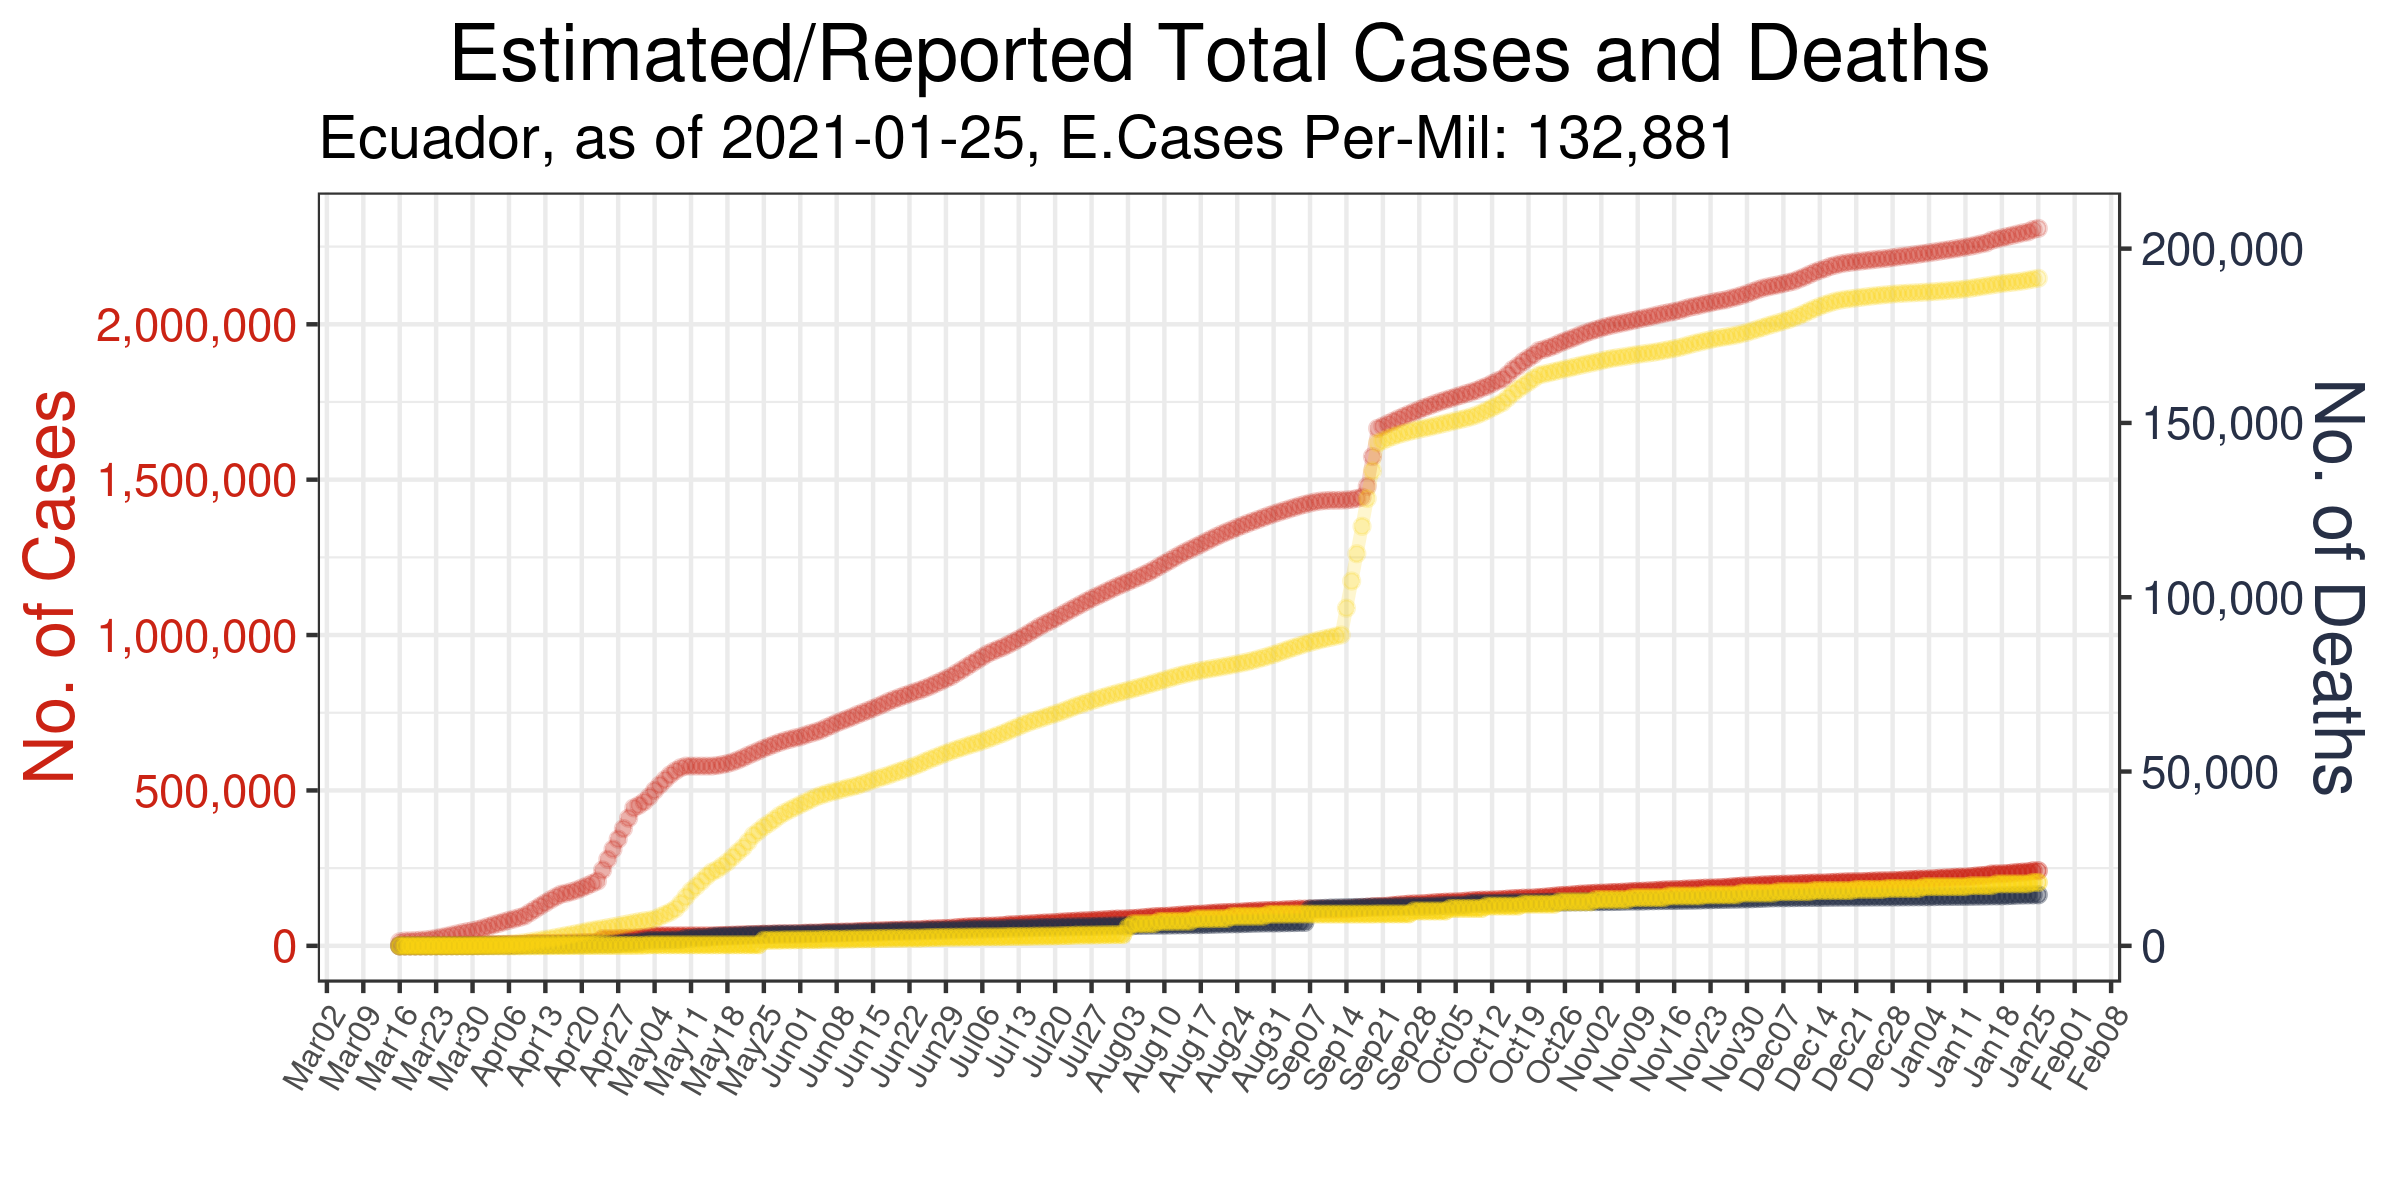 Estimated/Reported Total Cases and Deaths
Ecuador, as of 2021-01-25, E.Cases Per-Mil: 132,881
No. of Cases
2,000,000
1,500,000
1,000,000
500,000
0
200,000
150,000
100,000
50,000
0
No. of Deaths
Mar02
Mar09
Mar16
Mar23
Mar30
Apr06
Apr13
Apr20
Apr27
May04
May11
May18
May25
Jun01
Jun08
Jun15
Jun22
Jun29
Jul06
Jul13
Jul20
Jul27
Aug03
Aug10
Aug17
Aug24
Aug31
Sep07
Sep14
Sep21
Sep28
Oct05
Oct12
Oct19
Oct26
Nov02
Nov09
Nov16
Nov23
Nov30
Dec07
Dec14
Dec21
Dec28
Jan04
Jan11
Jan18
Jan25
Feb01
Feb08